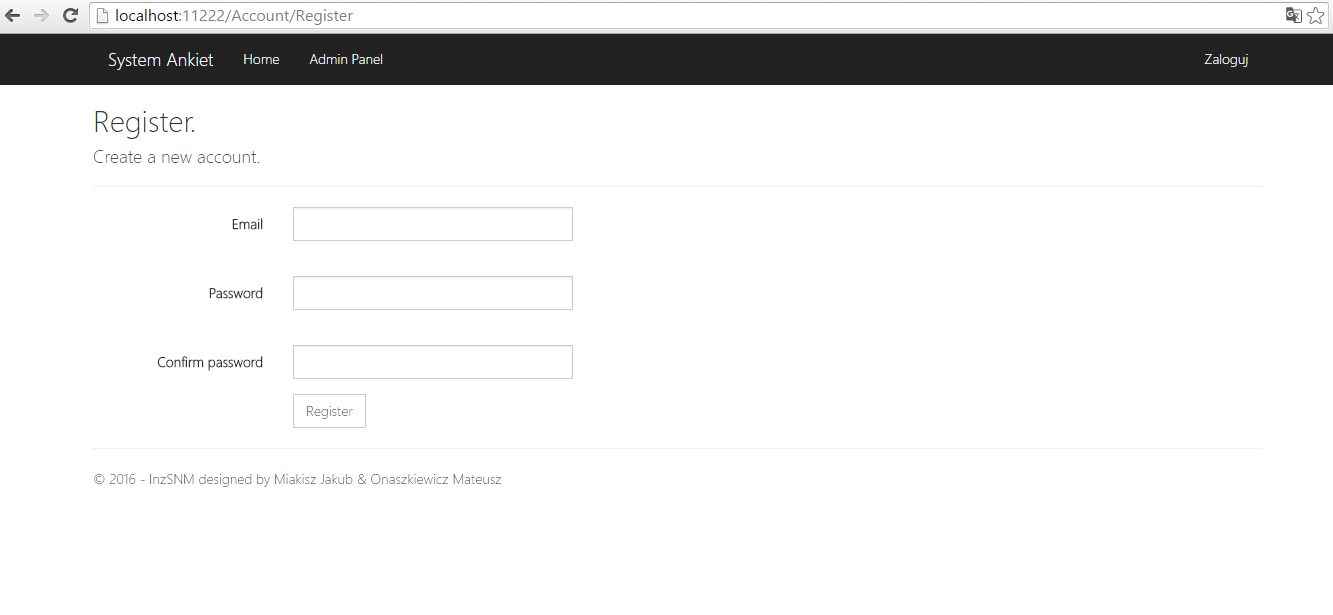 localhost:11222/Account/Register
System Ankiet Home Admin Panel Zaloguj
Register.
Create a new account.
Email
Password
Confirm password
Register
© 2016 - InzSNM designed by Miakisz Jakub & Onaszkiewicz Mateusz